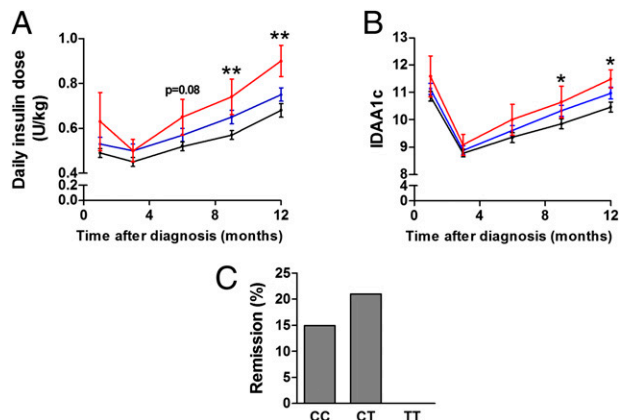 A
Daily insulin dose
(U/kg)
1.0
0.8
0.6
0.4
0.2
0.0
p=0.08
**
**
0
4
8
12
Time after diagnosis (months)
B
IDAA1c
13
12
11
10
9
8
4
0
*
*
0
4
8
12
Time after diagnosis (months)
C
Remission (%)
25
20
15
10
5
0
CC
CT
TT